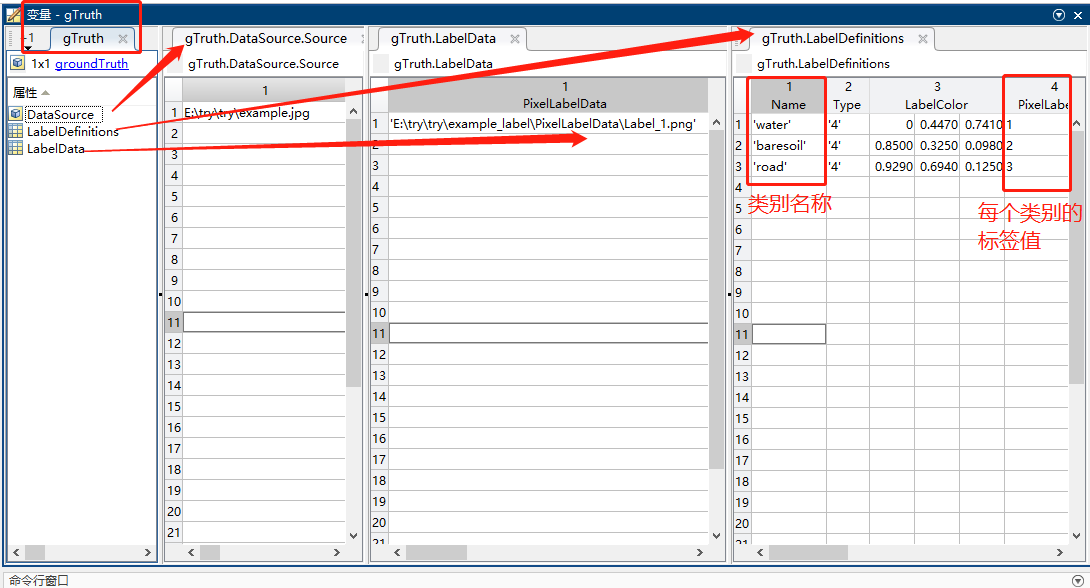 变量 - gTruth
-1 gTruth
1x1 groundTruth
属性
DataSource
LabelDefinitions
LabelData
gTruth.DataSource.Source
gTruth.DataSource.Source
1
1 E:\try\try\example.jpg
2
3
4
5
6
7
8
9
10
11
12
13
14
15
16
17
18
19
20
21
gTruth.LabelData
gTruth.LabelData
1
PixelLabelData
1 'E:\try\try\example_label\PixelLabelData\Label_1.png'
2
3
4
5
6
7
8
9
10
11
12
13
14
15
16
17
18
19
20
21
gTruth.LabelDefinitions
gTruth.LabelDefinitions
1 2 3 4
Name Type LabelColor PixelLabe
1 'water' '4' 0 0.4470 0.7410 1
2 'baresoil' '4' 0.8500 0.3250 0.0980 2
3 'road' '4' 0.9290 0.6940 0.1250 3
4
5
6
7
8
9
10
11
12
13
14
15
16
17
18
19
20
21
类别名称
每个类别的
标签值
命令行窗口